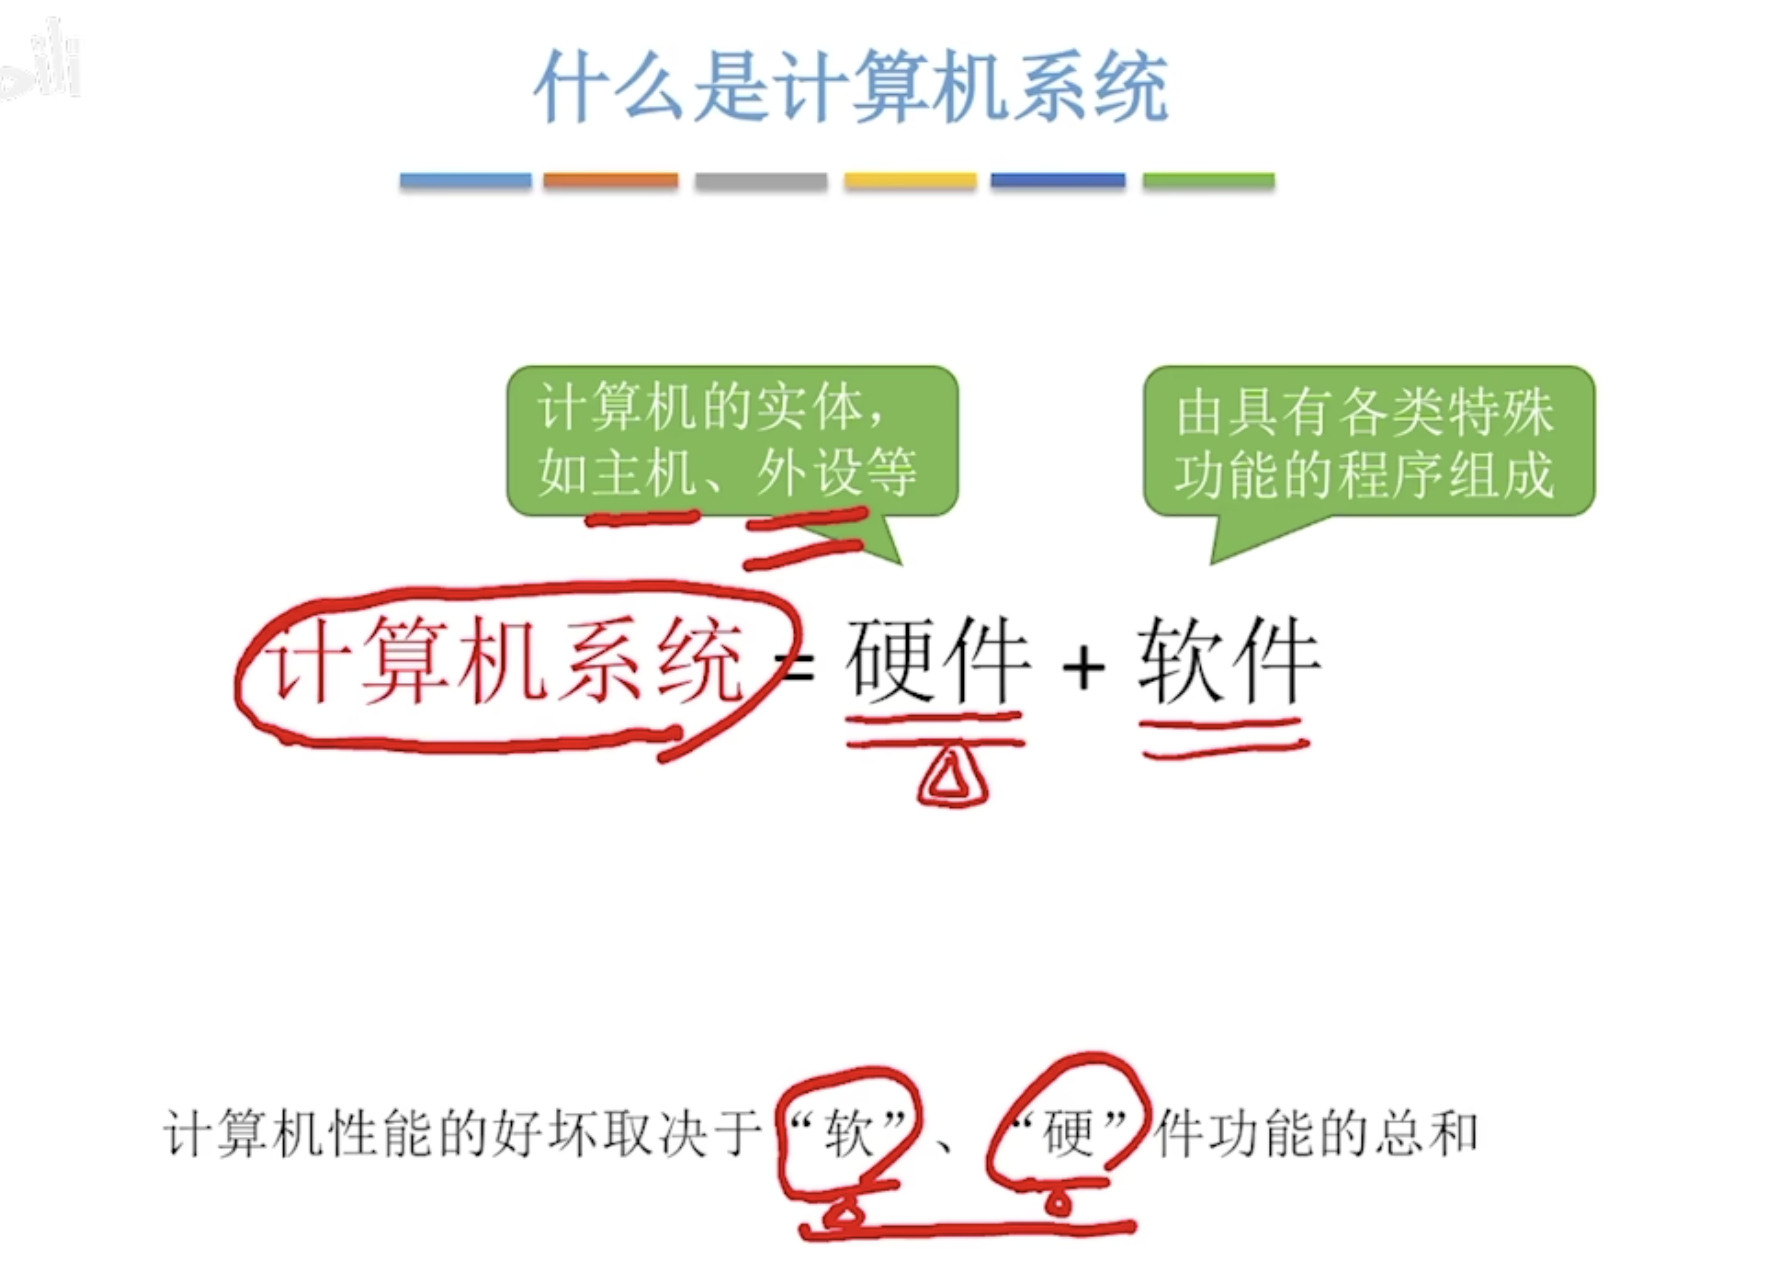 什么是计算机系统
计算机的实体，
如主机、外设等
由具有各类特殊
功能的程序组成
计算机系统 = 硬件 + 软件
计算机性能的好坏取决于“软”、“硬”件功能的总和